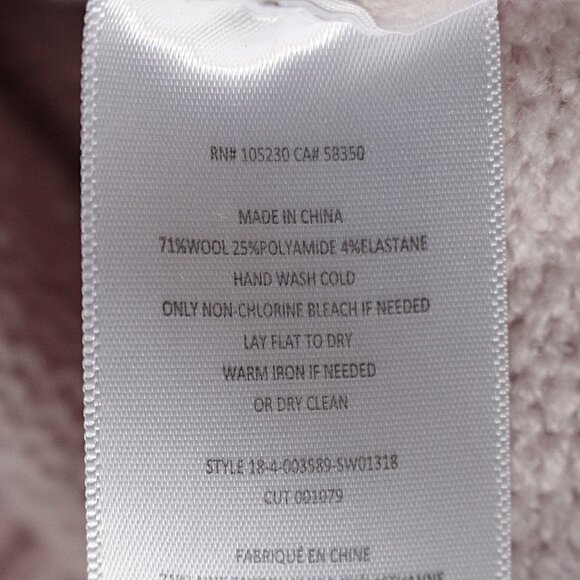 RN# 105230 CA# 58350
MADE IN CHINA
71%WOOL 25%POLYAMIDE 4%ELASTANE
HAND WASH COLD
ONLY NON-CHLORINE BLEACH IF NEEDED
LAY FLAT TO DRY
WARM IRON IF NEEDED
OR DRY CLEAN
STYLE 18-4-003589-SW01318
CUT 001079
FABRIQUÉ EN CHINE